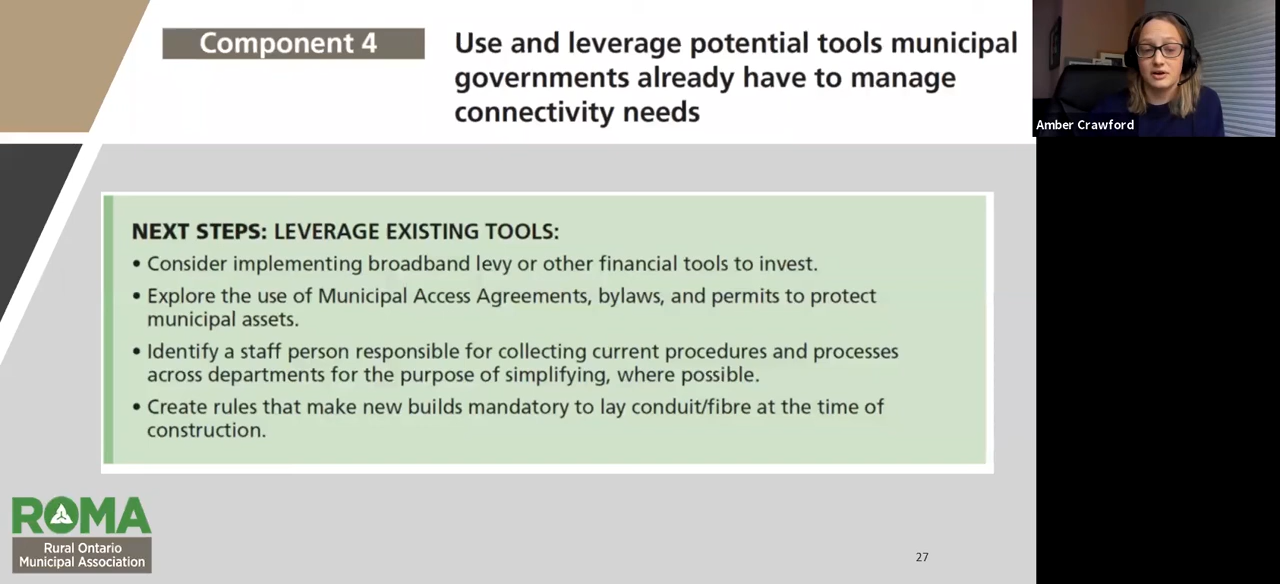 Component 4
Use and leverage potential tools municipal
governments already have to manage
connectivity needs
Amber Crawford
NEXT STEPS: LEVERAGE EXISTING TOOLS:
• Consider implementing broadband levy or other financial tools to invest.
• Explore the use of Municipal Access Agreements, bylaws, and permits to protect
municipal assets.
• Identify a staff person responsible for collecting current procedures and processes
across departments for the purpose of simplifying, where possible.
• Create rules that make new builds mandatory to lay conduit/fibre at the time of
construction.
ROMA
Rural Ontario
Municipal Association
27